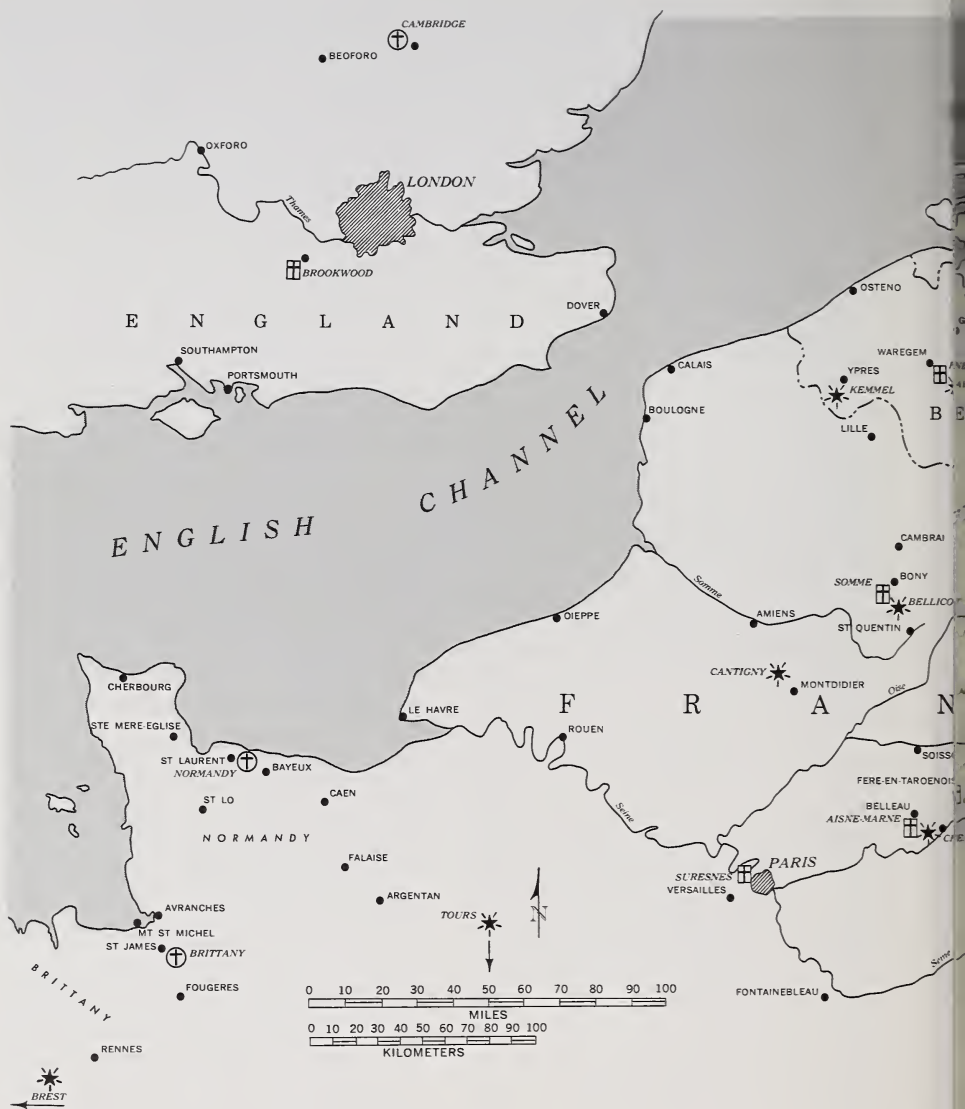 CAMBRIDGE
BEOFORO
OXFORO
LONDON
Thames
BROOKWOOD
ENGLAND
DOVER
OSTENO
SOUTHAMPTON
PORTSMOUTH
CALAIS
WAREGEM
YPRES
KEMMEL
BOULOGNE
LILLE
B E
ENGLISH CHANNEL
CAMBRAI
SOMME
BONY
BELLICO
Somme
OIEPPE
AMIENS
ST QUENTIN
CANTIGNY
MONTDIDIER
Oise
CHERBOURG
LE HAVRE
F R A N
STE MERE-EGLISE
ROUEN
ST LAURENT
NORMANDY
BAYEUX
SOISS
FERE-EN-TAROENOIS
ST LO
CAEN
BELLEAU
AISNE-MARNE
NORMANDY
Seine
FALAISE
PARIS
SURESNES
VERSAILLES
ARGENTAN
TOURS
N
AVRANCHES
MT ST MICHEL
ST JAMES
BRITTANY
Seine
BRITTANY
FOUGERES
FONTAINEBLEAU
0 10 20 30 40 50 60 70 80 90 100
MILES
0 10 20 30 40 50 60 70 80 90 100
KILOMETERS
RENNES
BREST